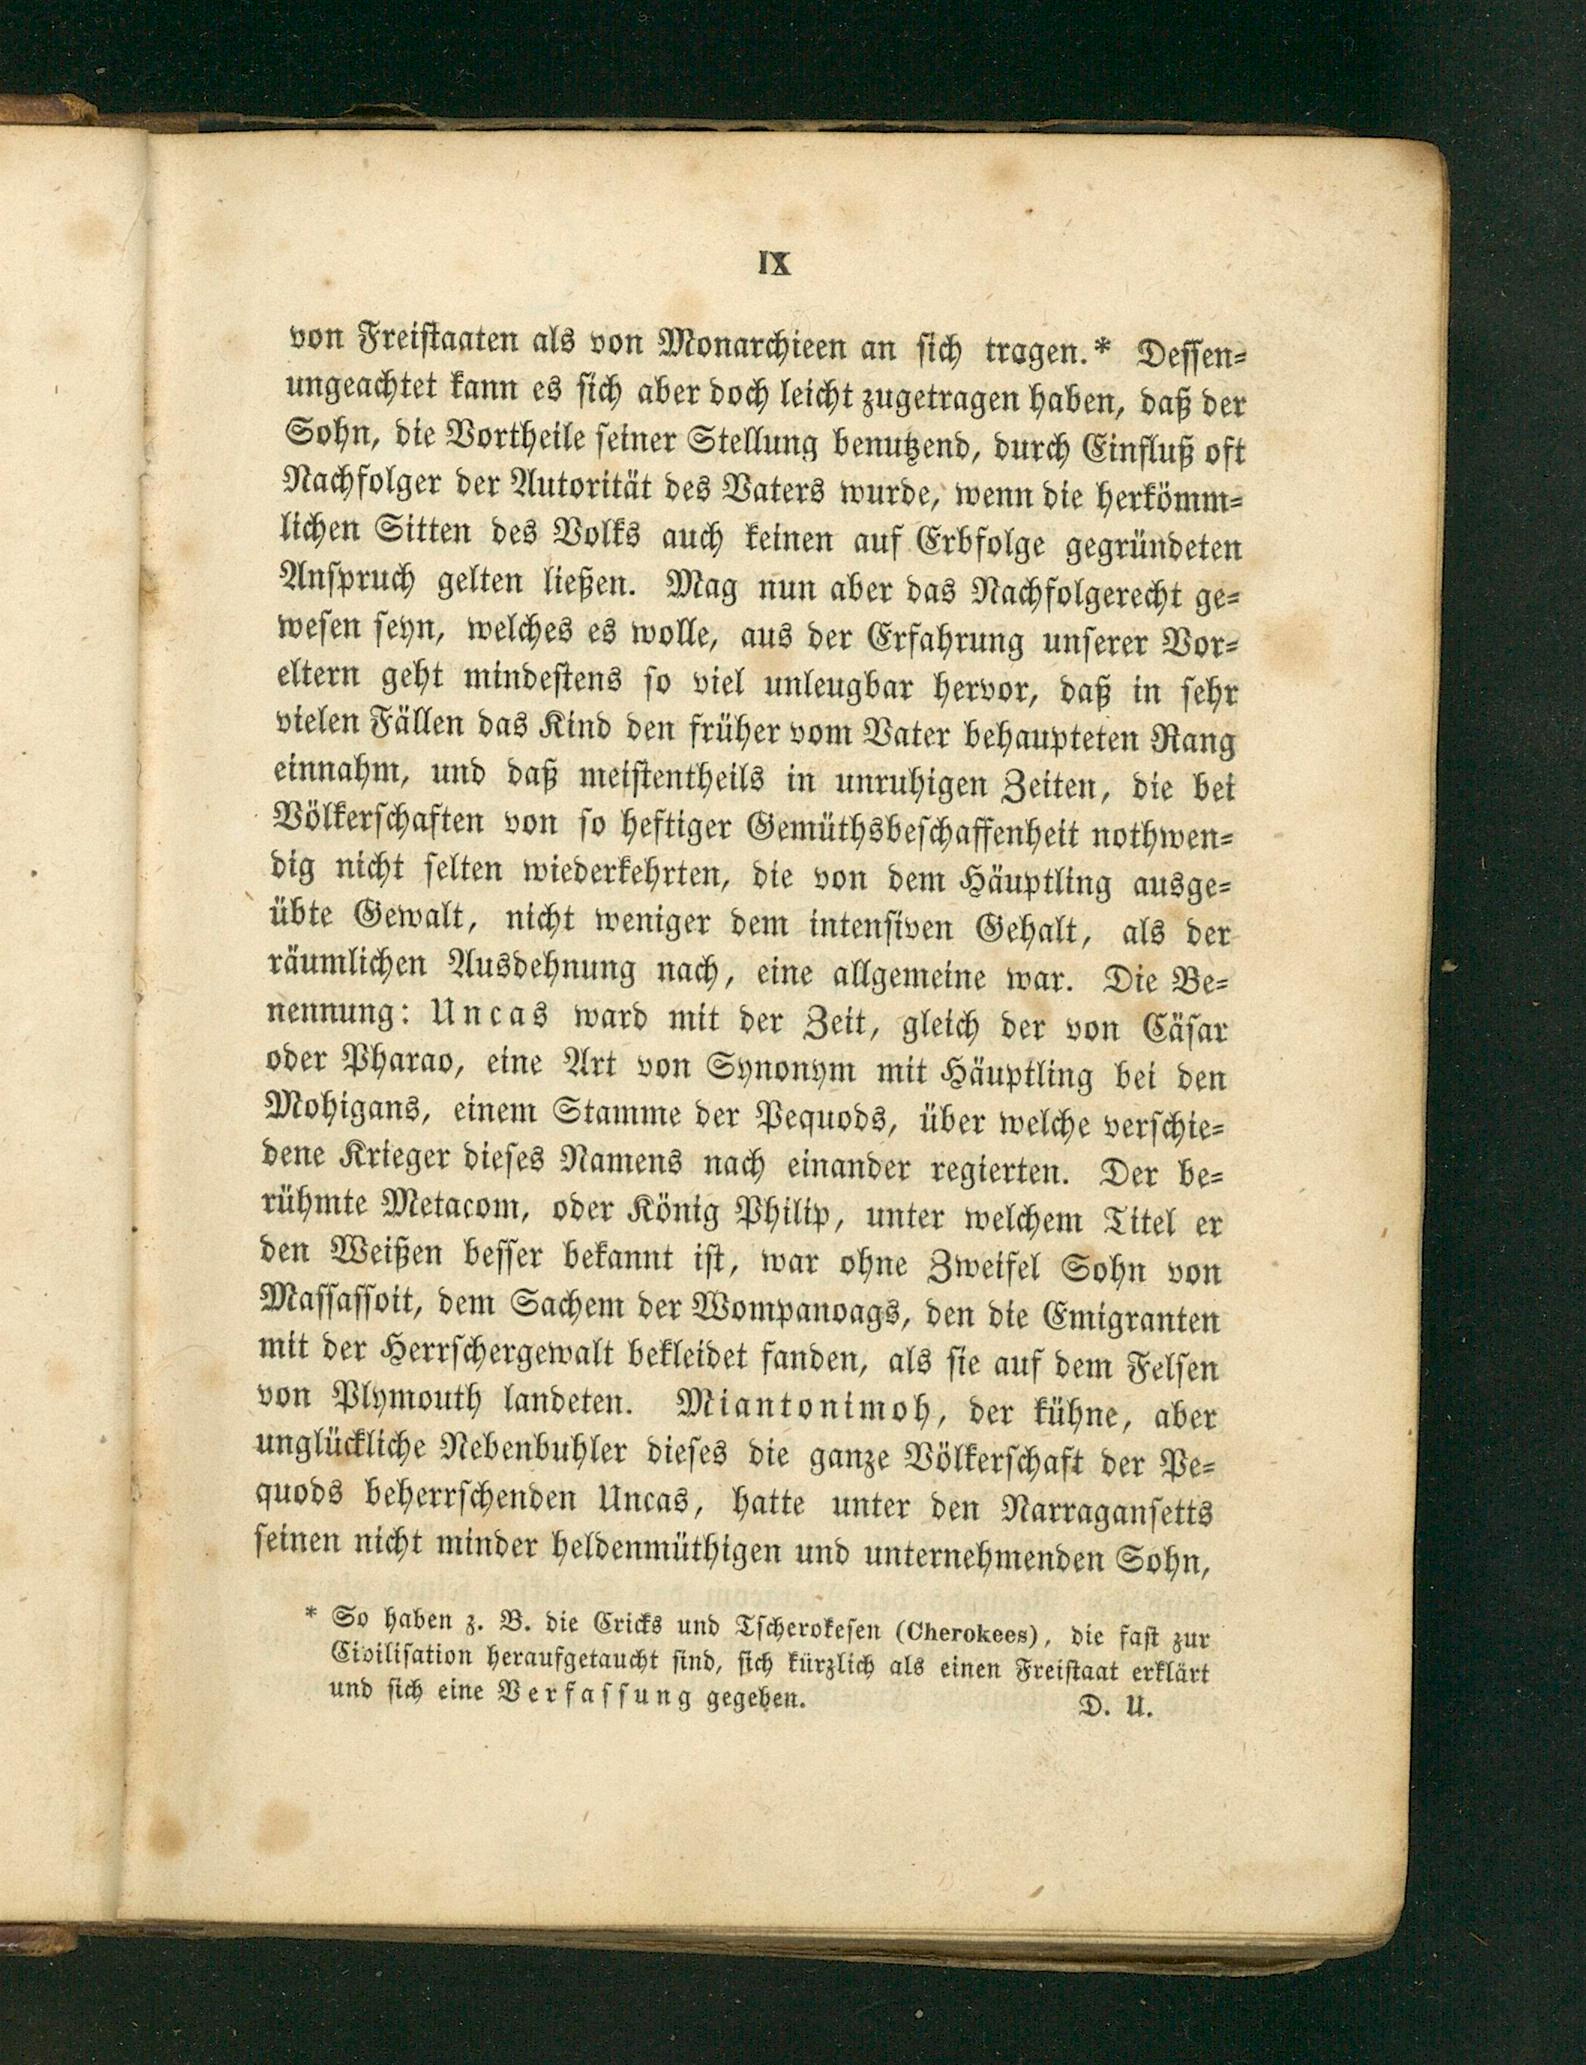 IX
von Freistaaten als von Monarchieen an sich tragen.* Dessen-
ungeachtet kann es sich aber doch leicht zugetragen haben, daß der
Sohn, die Vortheile seiner Stellung benutzend, durch Einfluß oft
Nachfolger der Autorität des Vaters wurde, wenn die herkömm-
lichen Sitten des Volks auch keinen auf Erbfolge gegründeten
Anspruch gelten ließen. Mag nun aber das Nachfolgerecht ge-
wesen seyn, welches es wolle, aus der Erfahrung unserer Vor-
eltern geht mindestens so viel unleugbar hervor, daß in sehr
vielen Fällen das Kind den früher vom Vater behaupteten Rang
einnahm, und daß meistentheils in unruhigen Zeiten, die bei
Völkerschaften von so heftiger Gemüthsbeschaffenheit nothwen-
dig nicht selten wiederkehrten, die von dem Häuptling ausge-
übte Gewalt, nicht weniger dem intensiven Gehalt, als der
räumlichen Ausdehnung nach, eine allgemeine war. Die Be-
nennung: Uncas ward mit der Zeit, gleich der von Cäsar
oder Pharao, eine Art von Synonym mit Häuptling bei den
Mohigans, einem Stamme der Pequods, über welche verschie-
dene Krieger dieses Namens nach einander regierten. Der be-
rühmte Metacom, oder König Philip, unter welchem Titel er
den Weißen besser bekannt ist, war ohne Zweifel Sohn von
Massassoit, dem Sachem der Wompanoags, den die Emigranten
mit der Herrschergewalt bekleidet fanden, als sie auf dem Felsen
von Plymouth landeten. Miantonimoh, der kühne, aber
unglückliche Nebenbuhler dieses die ganze Völkerschaft der Pe-
quods beherrschenden Uncas, hatte unter den Narragansetts
seinen nicht minder heldenmüthigen und unternehmenden Sohn,
* So haben z. B. die Cricks und Tscherokesen (Cherokees), die fast zur
Civilisation heraufgetaucht sind, sich kürzlich als einen Freistaat erklärt
und sich eine Verfassung gegeben. D. U.